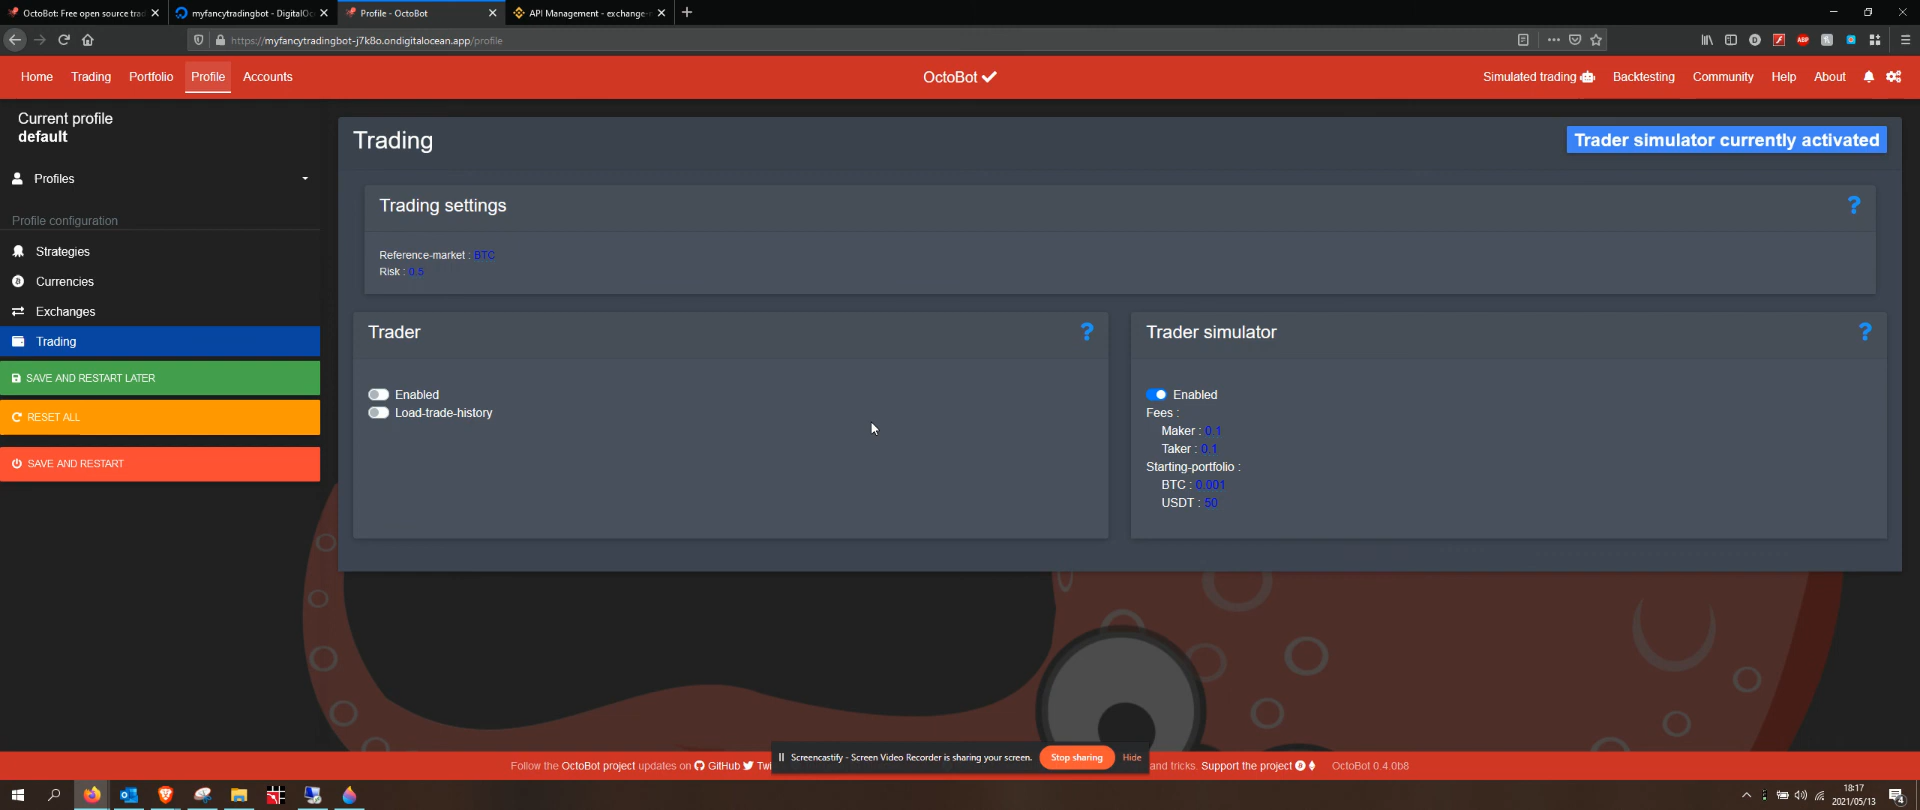 OctoBot: Free open source trad
myfancytradingbot - DigitalOc
Profile - OctoBot
API Management - exchange-
https://myfancytradingbot-j7k8o.ondigitalocean.app/profile
ABP
Home Trading Portfolio Profile Accounts
OctoBot
Simulated trading Backtesting Community Help About
Current profile
default
Profiles
Profile configuration
Strategies
Currencies
Exchanges
Trading
SAVE AND RESTART LATER
RESET ALL
SAVE AND RESTART
Trading
Trader simulator currently activated
Trading settings
?
Reference-market : BTC
Risk : 0.5
Trader
?
Enabled
Load-trade-history
Trader simulator
?
Enabled
Fees :
Maker : 0.1
Taker : 0.1
Starting-portfolio :
BTC : 0.001
USDT : 50
Follow the OctoBot project updates on GitHub Twi
Screencastify - Screen Video Recorder is sharing your screen. Stop sharing Hide
and tricks. Support the project OctoBot 0.4.0b8
18:17
2021/05/13
4